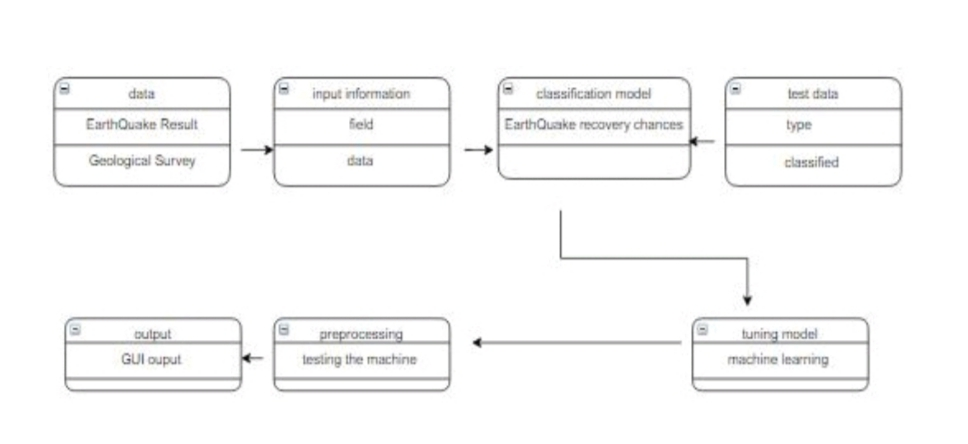 data
EarthQuake Result
Geological Survey
input information
field
data
classification model
EarthQuake recovery chances
test data
type
classified
output
GUI ouput
preprocessing
testing the machine
tuning model
machine learning